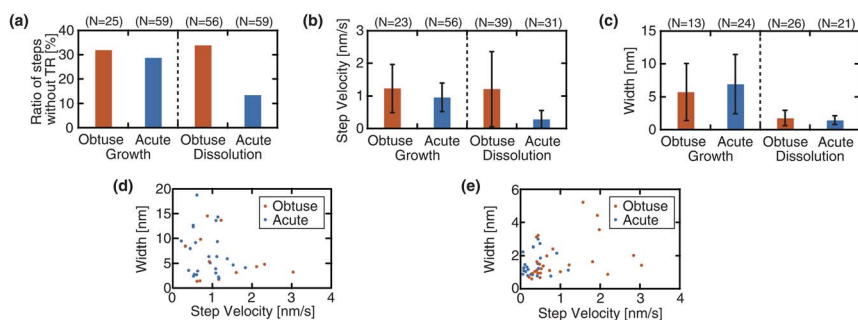 (a)
(N=25) (N=59) (N=56) (N=59)
Ratio of steps
without TR [%]
50
40
30
20
10
0
Obtuse Acute Obtuse Acute
Growth Dissolution
(b)
(N=23) (N=56) (N=39) (N=31)
Step Velocity [nm/s]
3
2
1
0
Obtuse Acute Obtuse Acute
Growth Dissolution
(c)
(N=13) (N=24) (N=26) (N=21)
Width [nm]
15
10
5
0
Obtuse Acute Obtuse Acute
Growth Dissolution
(d)
Width [nm]
20
15
10
5
0
Obtuse
Acute
0 1 2 3 4
Step Velocity [nm/s]
(e)
Width [nm]
6
4
2
0
Obtuse
Acute
0 1 2 3 4
Step Velocity [nm/s]